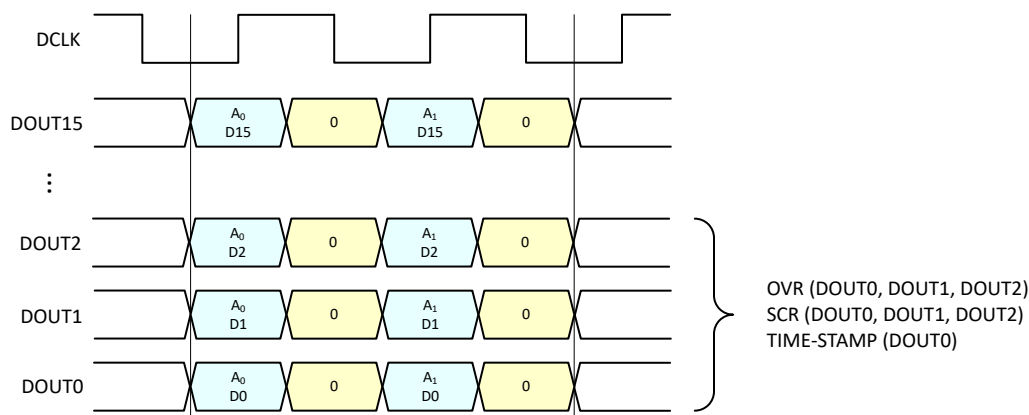 DCLK
DOUT15
A₀ D15
0
A₁ D15
0
⋮
DOUT2
A₀ D2
0
A₁ D2
0
DOUT1
A₀ D1
0
A₁ D1
0
DOUT0
A₀ D0
0
A₁ D0
0
OVR (DOUT0, DOUT1, DOUT2)
SCR (DOUT0, DOUT1, DOUT2)
TIME-STAMP (DOUT0)